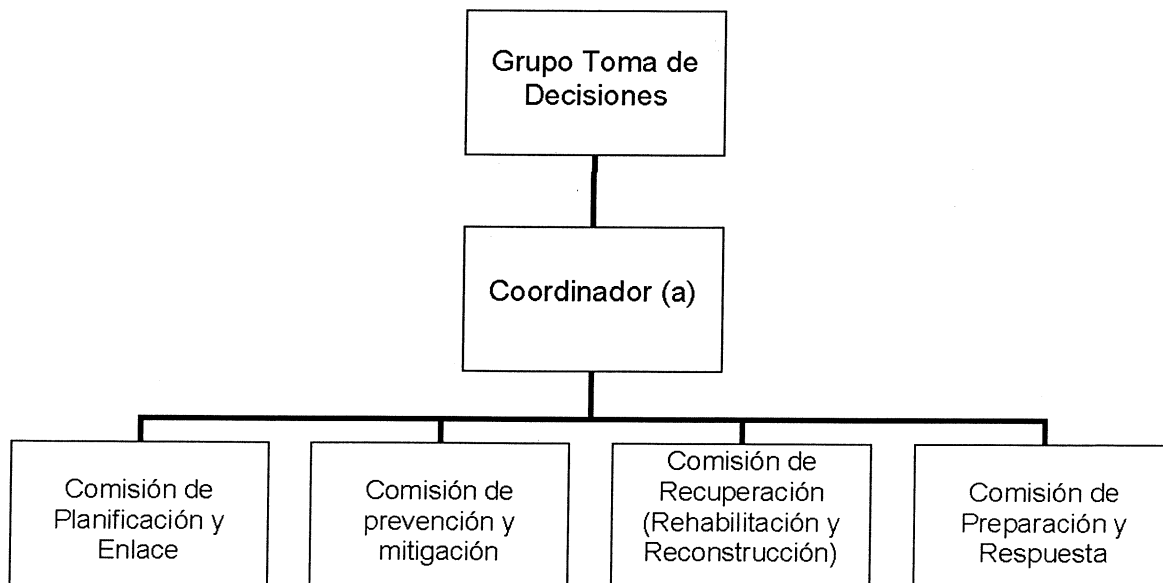 Grupo Toma de
Decisiones
Coordinador (a)
Comisión de
Planificación y
Enlace
Comisión de
prevención y
mitigación
Comisión de
Recuperación
(Rehabilitación y
Reconstrucción)
Comisión de
Preparación y
Respuesta